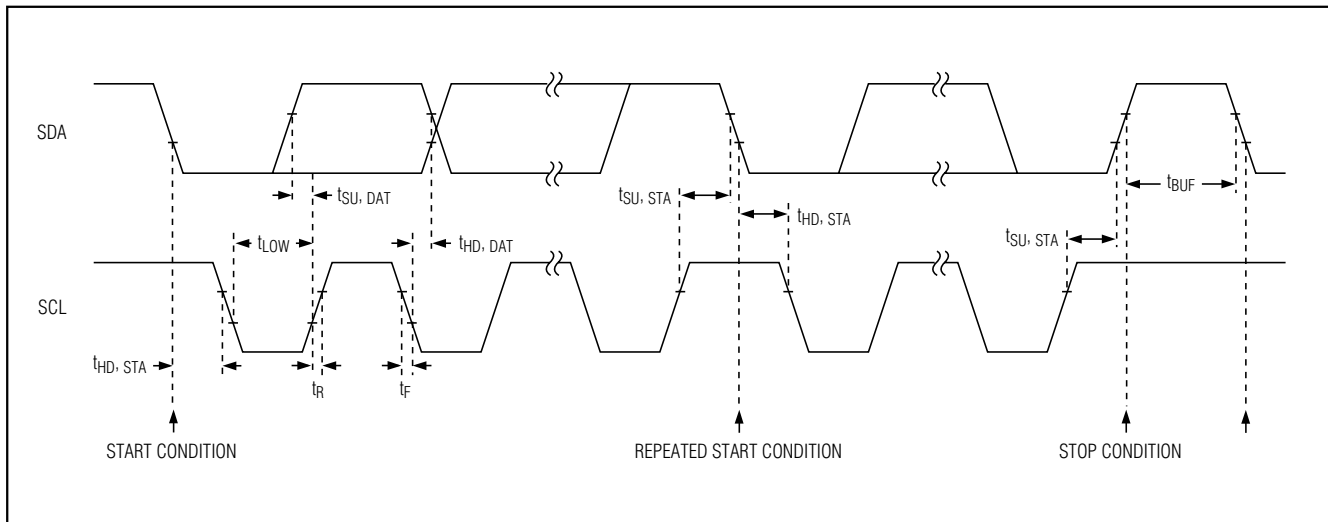 SDA
tSU, DAT
tSU, STA
tBUF
tLOW
tHD, DAT
tHD, STA
tSU, STA
SCL
tHD, STA
tR
tF
START CONDITION
REPEATED START CONDITION
STOP CONDITION